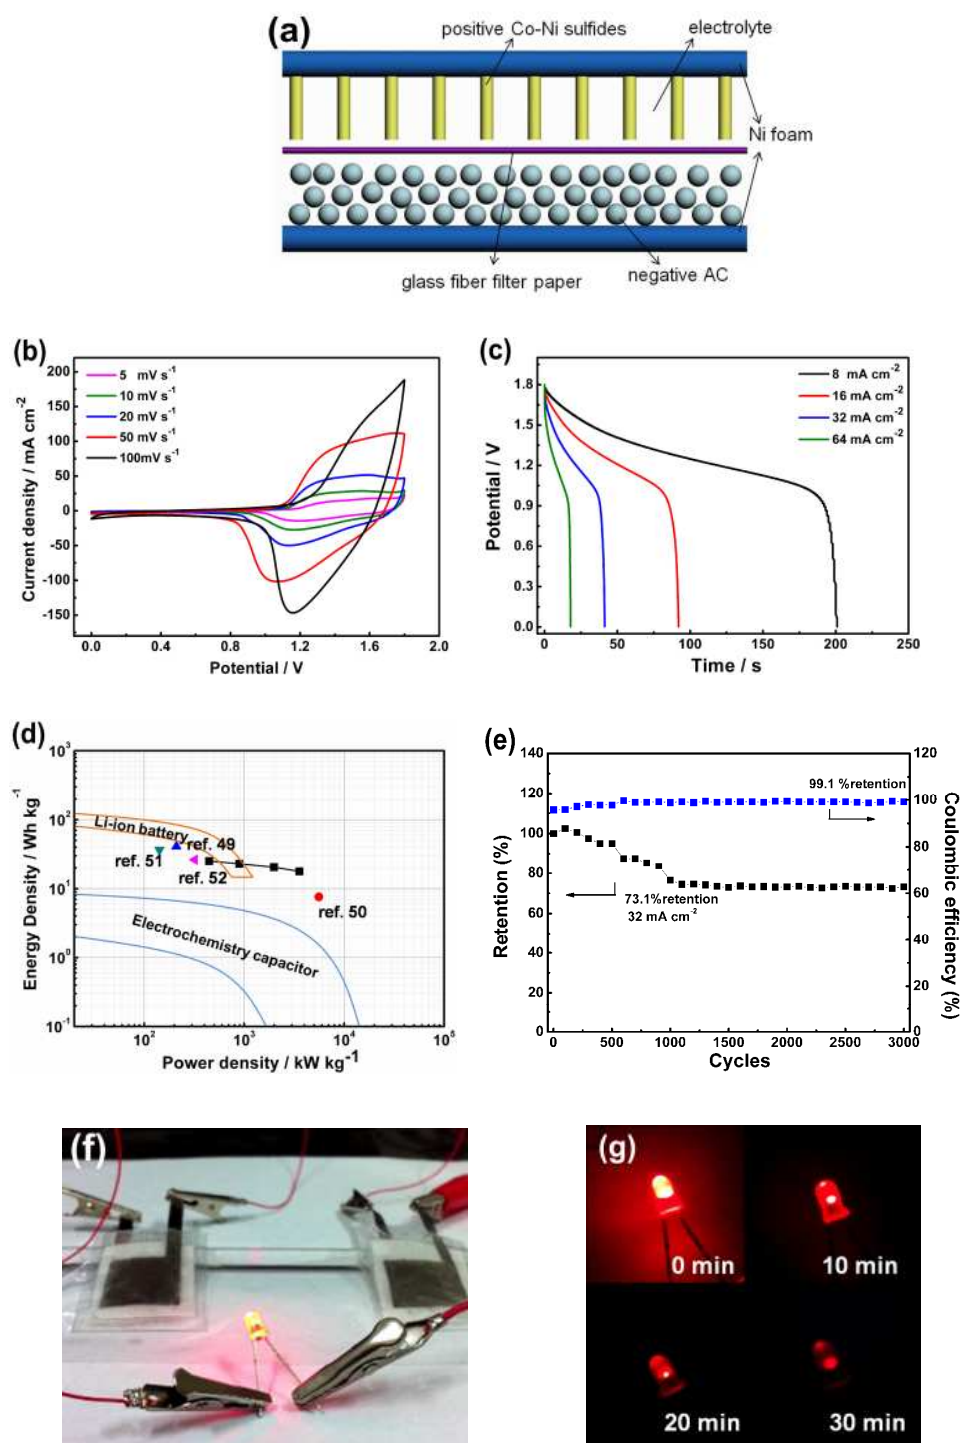 (a)
positive Co-Ni sulfides
electrolyte
Ni foam
glass fiber filter paper
negative AC
(b)
Current density / mA cm⁻²
200
150
100
50
0
-50
-100
-150
5 mV s⁻¹
10 mV s⁻¹
20 mV s⁻¹
50 mV s⁻¹
100mV s⁻¹
0.0 0.4 0.8 1.2 1.6 2.0
Potential / V
(c)
Potential / V
1.8
1.5
1.2
0.9
0.6
0.3
0.0
8 mA cm⁻²
16 mA cm⁻²
32 mA cm⁻²
64 mA cm⁻²
0 50 100 150 200 250
Time / s
(d)
Energy Density / Wh kg⁻¹
10³
10²
10¹
10⁰
10⁻¹
Li-ion battery
ref. 49
ref. 51
ref. 52
ref. 50
Electrochemistry capacitor
10² 10³ 10⁴ 10⁵
Power density / kW kg⁻¹
(e)
Retention (%)
140
120
100
80
60
40
20
0
99.1 %retention
73.1%retention
32 mA cm⁻²
120
100
80
60
40
20
0
Coulombic efficiency (%)
0 500 1000 1500 2000 2500 3000
Cycles
(f)
(g)
0 min
10 min
20 min
30 min